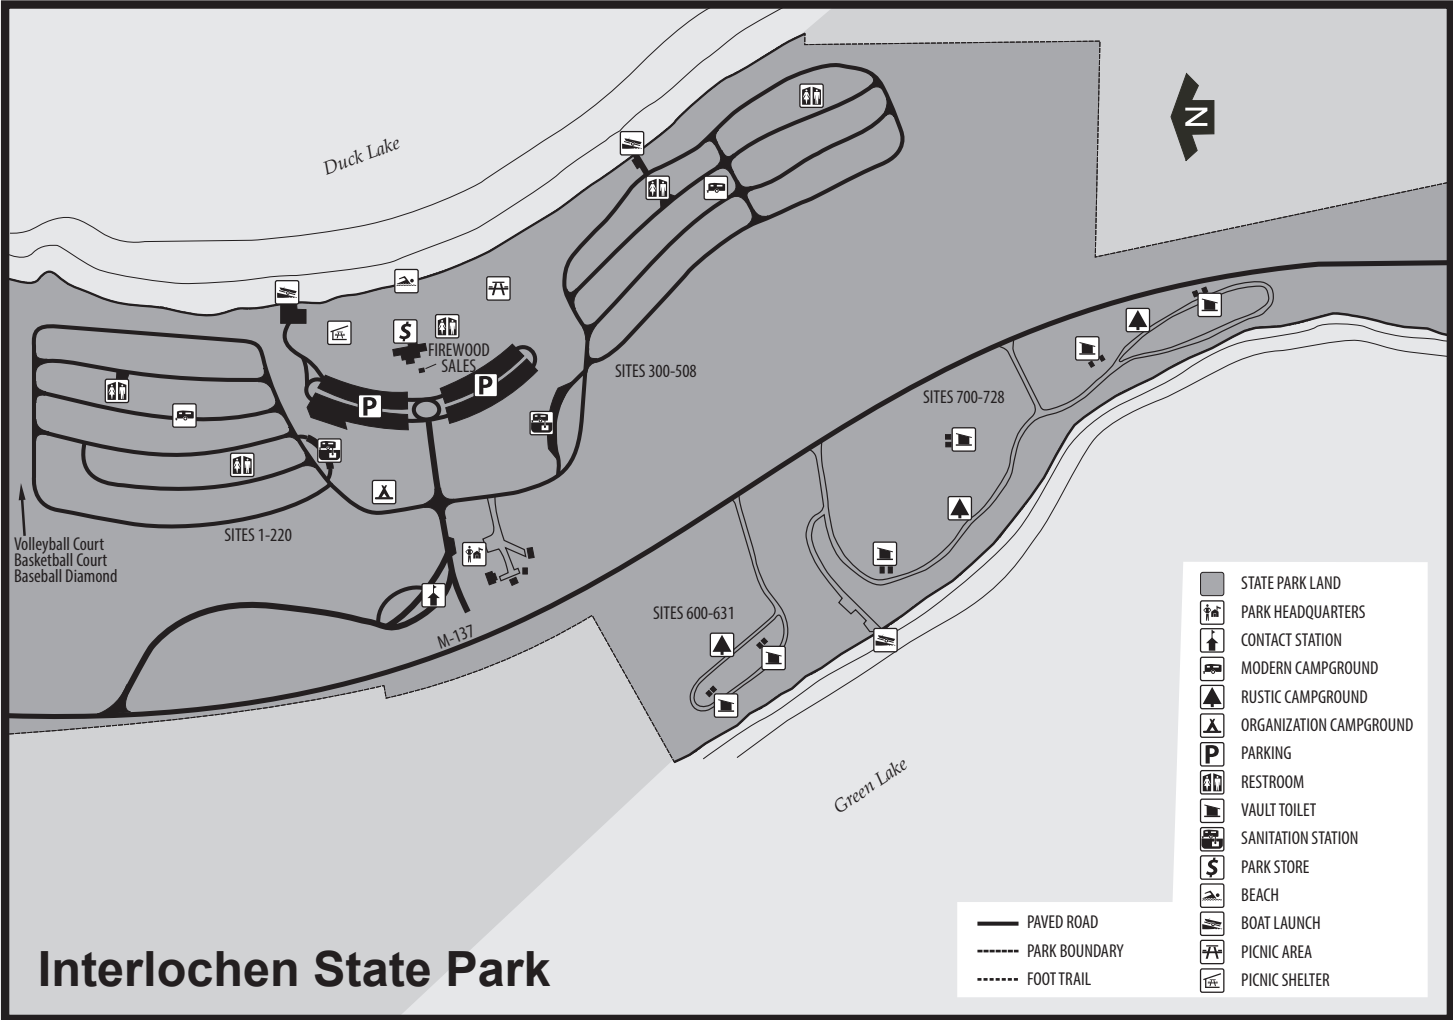 N
Duck Lake
$
FIREWOOD
SALES
P
P
SITES 300-508
SITES 700-728
SITES 1-220
Volleyball Court
Basketball Court
Baseball Diamond
M-137
SITES 600-631
Green Lake
STATE PARK LAND
PARK HEADQUARTERS
CONTACT STATION
MODERN CAMPGROUND
RUSTIC CAMPGROUND
ORGANIZATION CAMPGROUND
P PARKING
RESTROOM
VAULT TOILET
SANITATION STATION
$ PARK STORE
BEACH
BOAT LAUNCH
PICNIC AREA
PICNIC SHELTER
PAVED ROAD
PARK BOUNDARY
FOOT TRAIL
Interlochen State Park